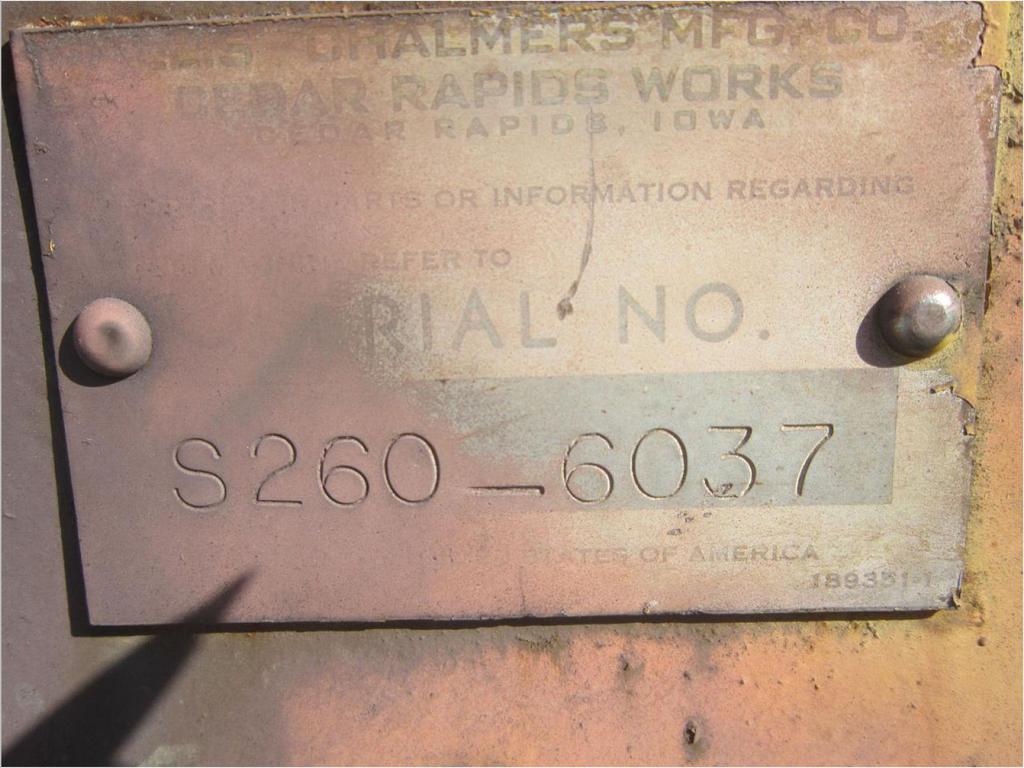 CHALMERS MFG. CO.
CEDAR RAPIDS WORKS
CEDAR RAPIDS, IOWA
OR INFORMATION REGARDING
REFER TO
NO.
S260-6037
OF AMERICA
189351-1